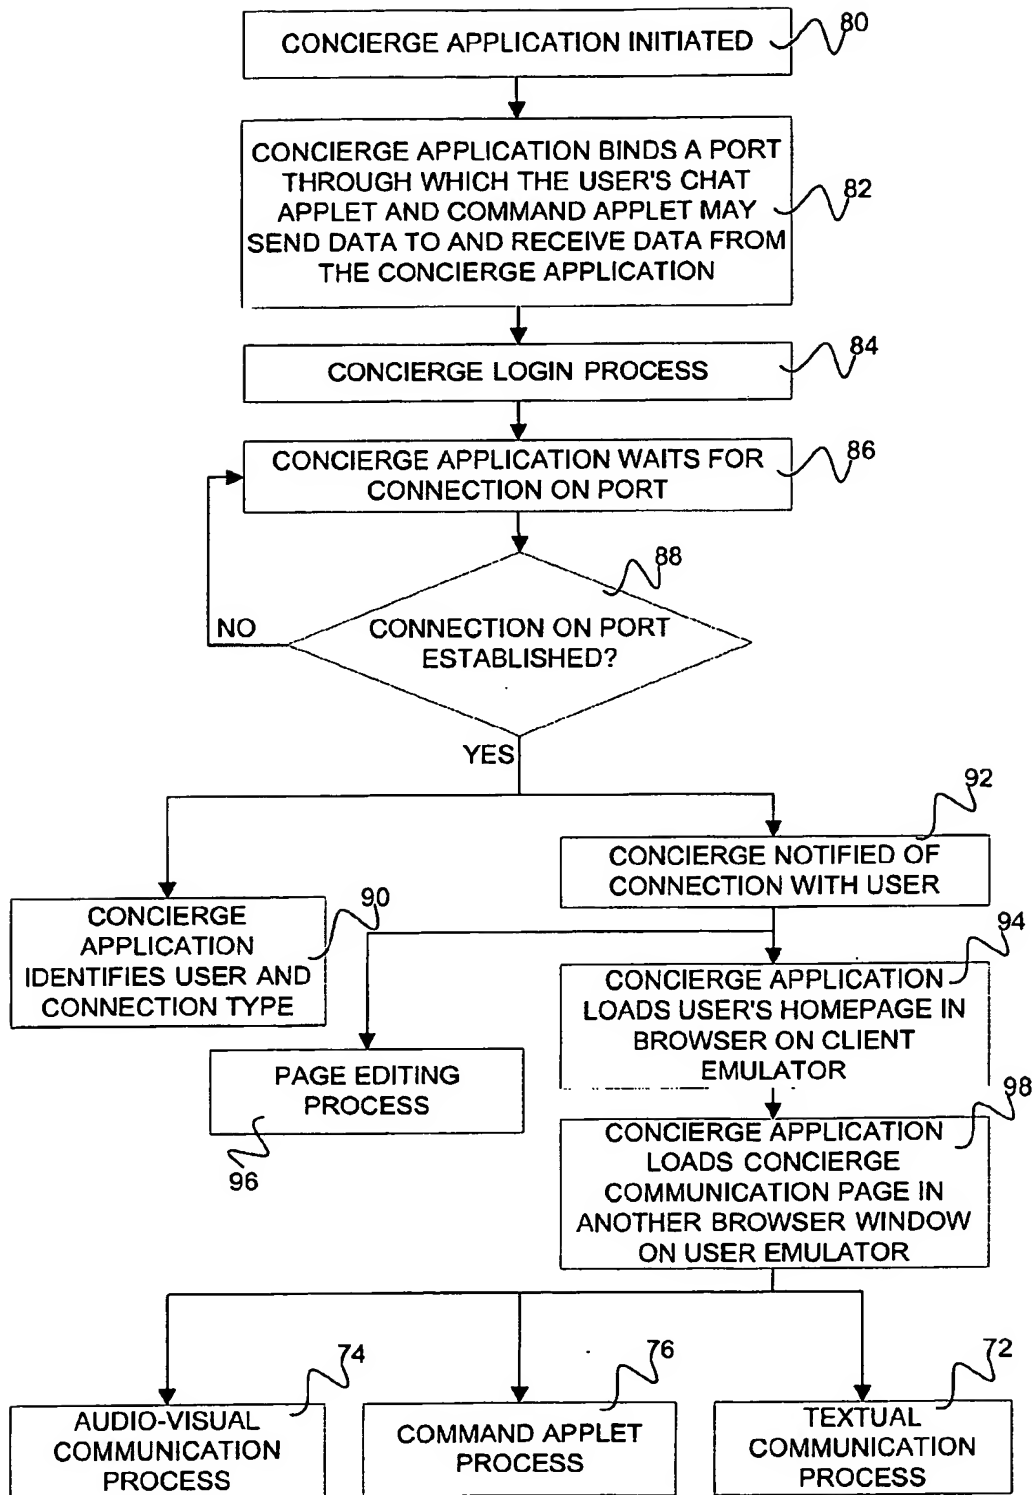 CONCIERGE APPLICATION INITIATED
80
CONCIERGE APPLICATION BINDS A PORT
THROUGH WHICH THE USER'S CHAT
APPLET AND COMMAND APPLET MAY
SEND DATA TO AND RECEIVE DATA FROM
THE CONCIERGE APPLICATION
82
CONCIERGE LOGIN PROCESS
84
CONCIERGE APPLICATION WAITS FOR
CONNECTION ON PORT
86
88
CONNECTION ON PORT
ESTABLISHED?
NO
YES
92
CONCIERGE NOTIFIED OF
CONNECTION WITH USER
90
CONCIERGE
APPLICATION
IDENTIFIES USER AND
CONNECTION TYPE
94
CONCIERGE APPLICATION
LOADS USER'S HOMEPAGE IN
BROWSER ON CLIENT
EMULATOR
PAGE EDITING
PROCESS
96
98
CONCIERGE APPLICATION
LOADS CONCIERGE
COMMUNICATION PAGE IN
ANOTHER BROWSER WINDOW
ON USER EMULATOR
74
AUDIO-VISUAL
COMMUNICATION
PROCESS
76
COMMAND APPLET
PROCESS
72
TEXTUAL
COMMUNICATION
PROCESS